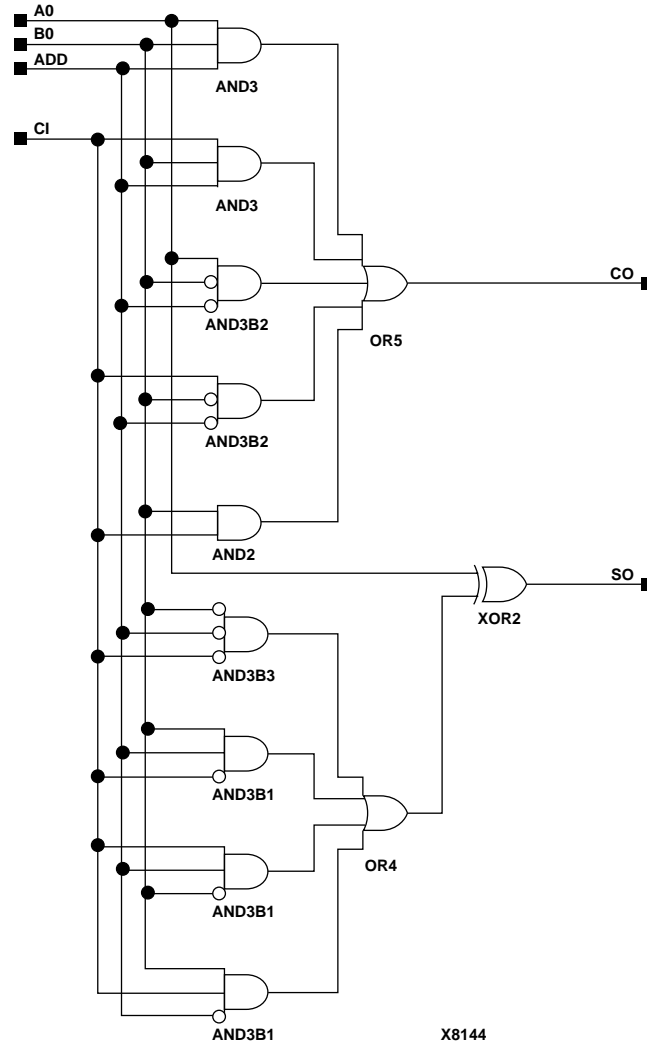 A0
B0
ADD
AND3
CI
AND3
CO
AND3B2
OR5
AND3B2
AND2
SO
XOR2
AND3B3
AND3B1
OR4
AND3B1
AND3B1
X8144